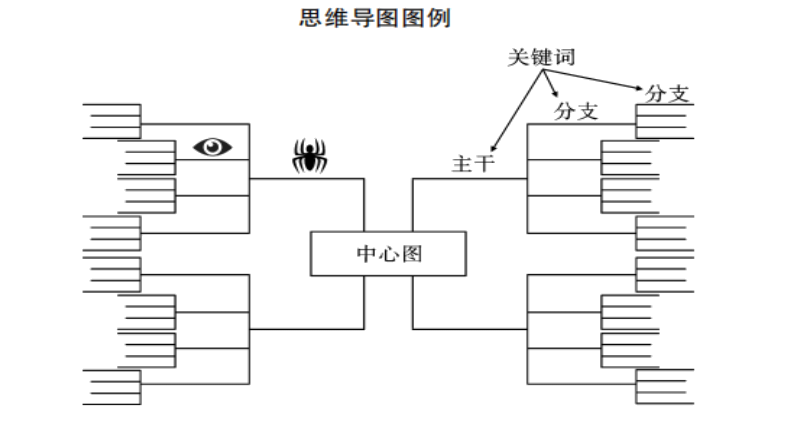 思维导图图例
关键词
分支
分支
主干
中心图